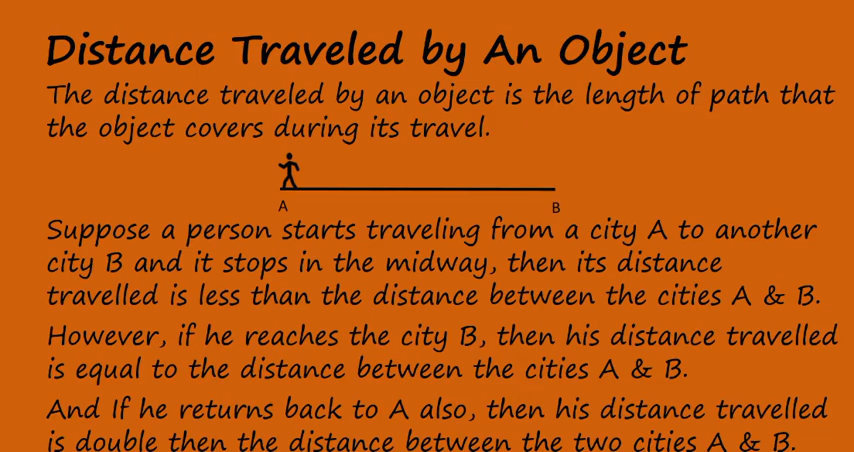 Distance Traveled by An Object
The distance traveled by an object is the length of path that
the object covers during its travel.
A
B
Suppose a person starts traveling from a city A to another
city B and it stops in the midway, then its distance
travelled is less than the distance between the cities A & B.
However, if he reaches the city B, then his distance travelled
is equal to the distance between the cities A & B.
And If he returns back to A also, then his distance travelled
is double then the distance between the two cities A & B.